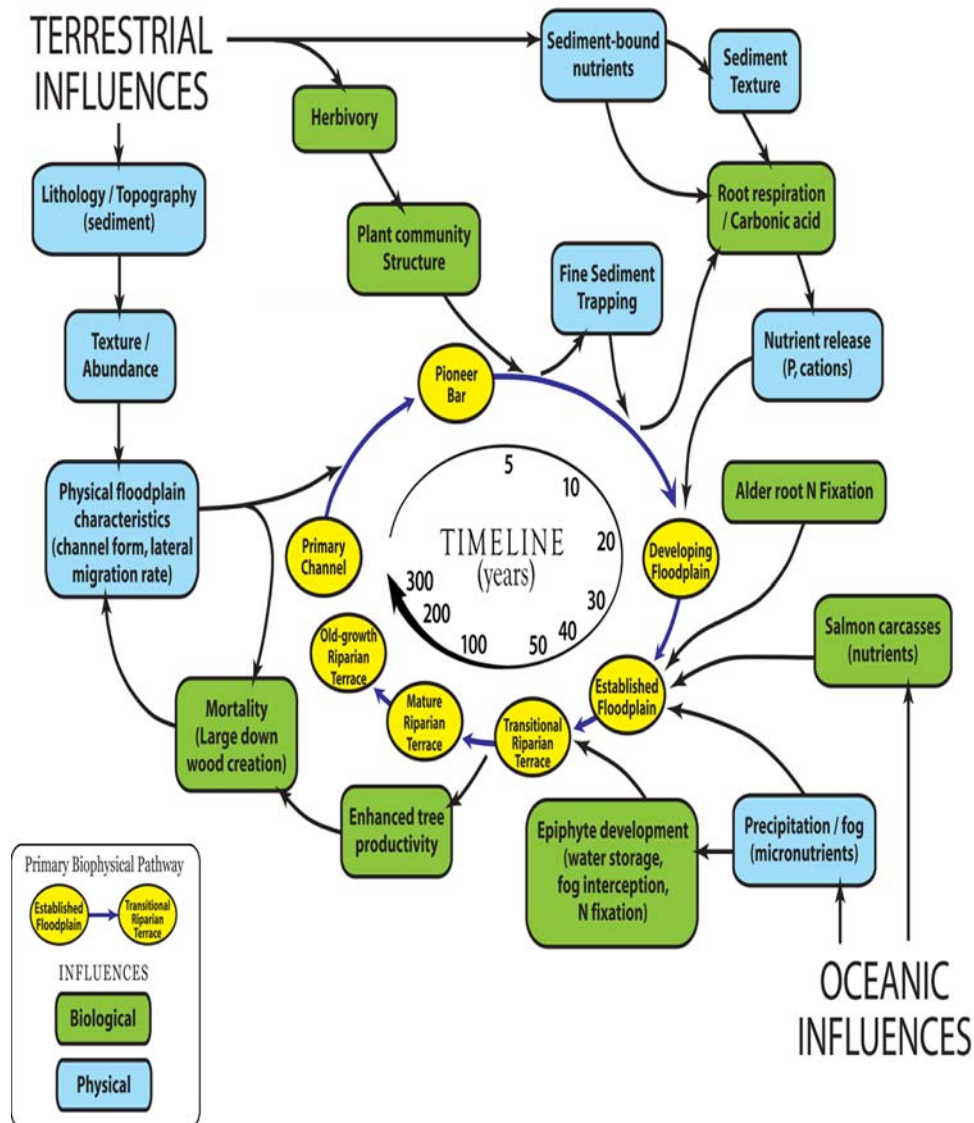 TERRESTRIAL
INFLUENCES
Sediment-bound
nutrients
Sediment
Texture
Herbivory
Lithology / Topography
(sediment)
Root respiration
/ Carbonic acid
Plant community
Structure
Fine Sediment
Trapping
Texture /
Abundance
Nutrient release
(P, cations)
Pioneer
Bar
Physical floodplain
characteristics
(channel form, lateral
migration rate)
Primary
Channel
TIMELINE
(years)
5
10
20
30
40
50
100
200
300
Developing
Floodplain
Alder root N Fixation
Salmon carcasses
(nutrients)
Old-growth
Riparian
Terrace
Mature
Riparian
Terrace
Transitional
Riparian
Terrace
Established
Floodplain
Mortality
(Large down
wood creation)
Enhanced tree
productivity
Epiphyte development
(water storage,
fog interception,
N fixation)
Precipitation / fog
(micronutrients)
OCEANIC
INFLUENCES
Primary Biophysical Pathway
Established
Floodplain
Transitional
Riparian
Terrace
INFLUENCES
Biological
Physical